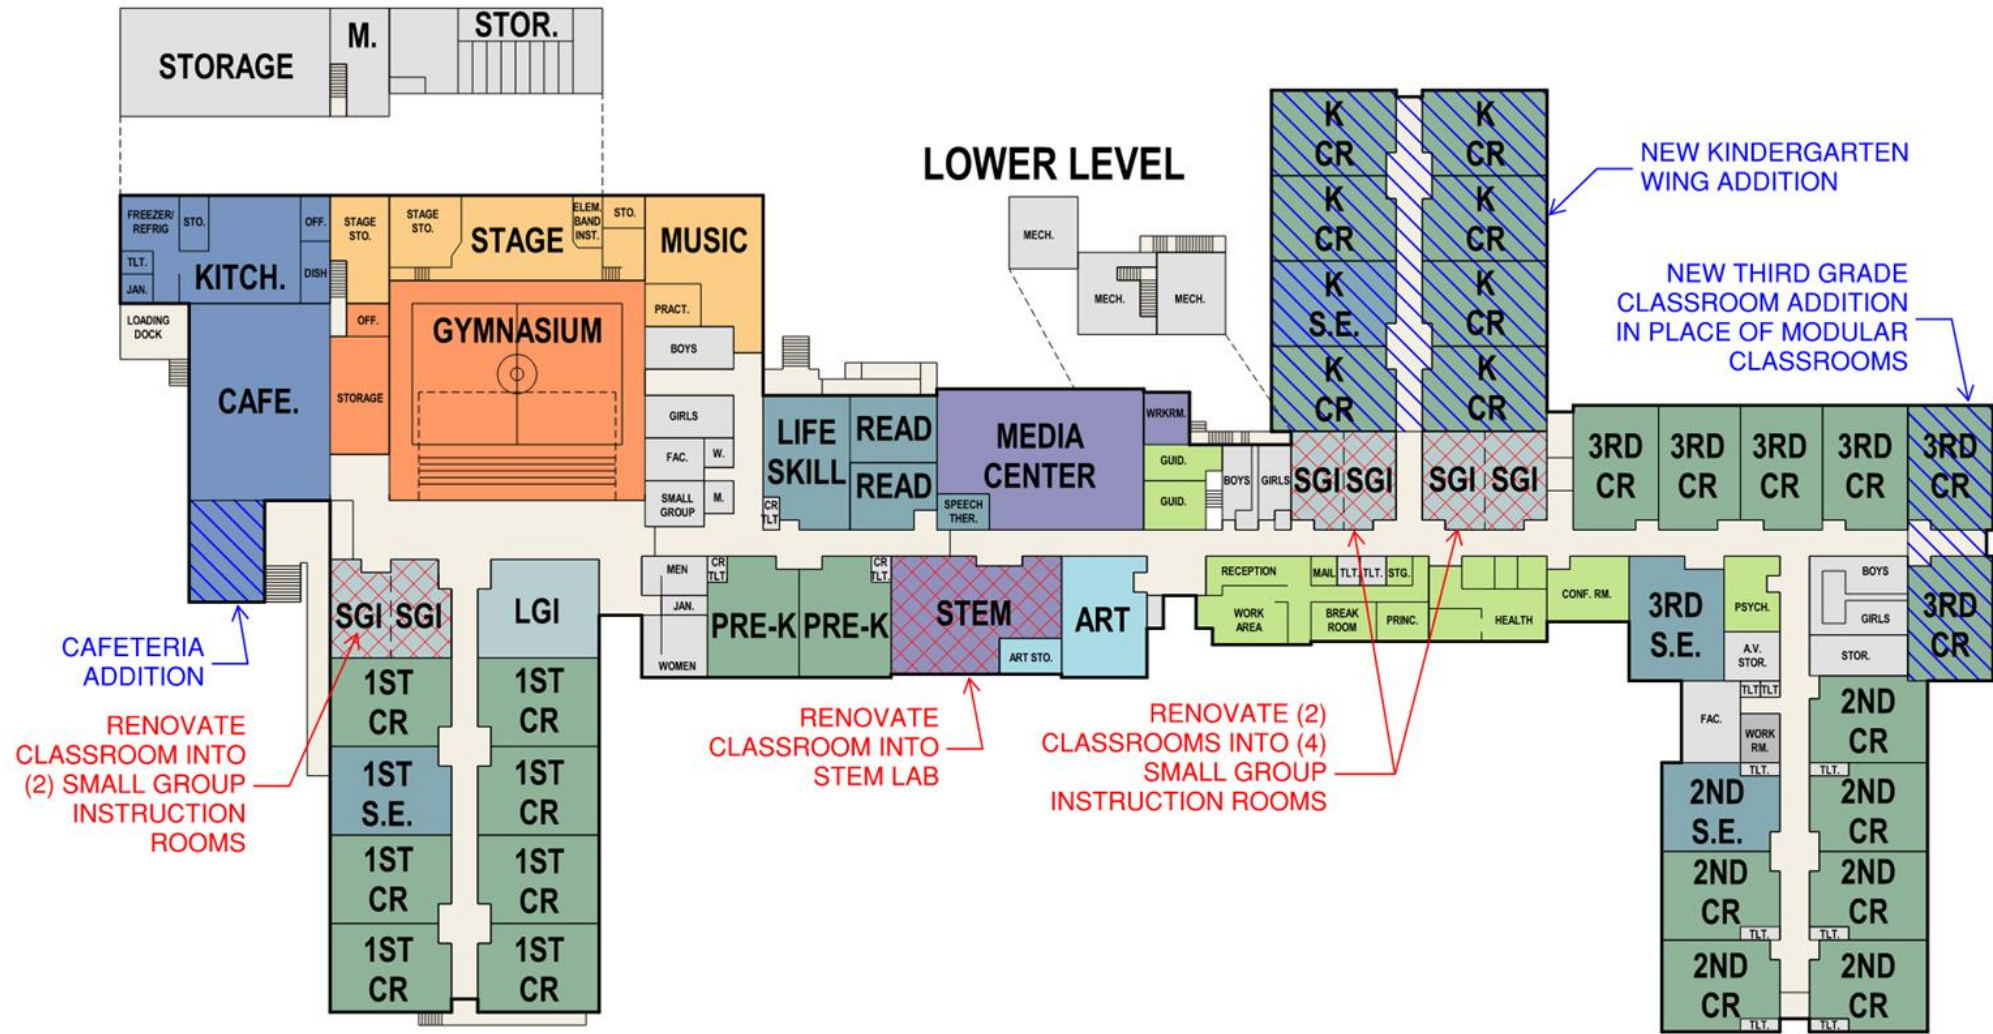 STORAGE
M.
STOR.
LOWER LEVEL
MECH.
MECH.
MECH.
FREEZER/
REFRIG
STO.
OFF.
TLT.
JAN.
KITCH.
DISH
STAGE
STO.
STAGE
STO.
STAGE
ELEM.
BAND
INST.
STO.
MUSIC
PRACT.
LOADING
DOCK
OFF.
GYMNASIUM
BOYS
CAFE.
STORAGE
GIRLS
FAC.
W.
SMALL
GROUP
M.
LIFE
SKILL
CR
TLT
READ
READ
MEDIA
CENTER
SPEECH
THER.
WRKRM.
GUID.
GUID.
BOYS
GIRLS
K
CR
K
CR
K
CR
K
CR
K
S.E.
K
CR
K
CR
K
CR
NEW KINDERGARTEN
WING ADDITION
NEW THIRD GRADE
CLASSROOM ADDITION
IN PLACE OF MODULAR
CLASSROOMS
SGI
SGI
SGI
SGI
3RD
CR
3RD
CR
3RD
CR
3RD
CR
3RD
CR
CAFETERIA
ADDITION
RENOVATE
CLASSROOM INTO
(2) SMALL GROUP
INSTRUCTION
ROOMS
SGI
SGI
LGI
1ST
CR
1ST
CR
1ST
S.E.
1ST
CR
1ST
CR
1ST
CR
1ST
CR
1ST
CR
MEN
JAN.
WOMEN
CR
TLT
PRE-K
CR
TLT.
PRE-K
STEM
ART STO.
ART
RENOVATE
CLASSROOM INTO
STEM LAB
RENOVATE (2)
CLASSROOMS INTO (4)
SMALL GROUP
INSTRUCTION ROOMS
RECEPTION
MAIL
TLT.
TLT.
STG.
WORK
AREA
BREAK
ROOM
PRINC.
HEALTH
CONF. RM.
3RD
S.E.
PSYCH.
A.V.
STOR.
BOYS
GIRLS
STOR.
3RD
CR
TLT
TLT
FAC.
WORK
RM.
TLT.
TLT.
2ND
CR
2ND
S.E.
2ND
CR
2ND
CR
2ND
CR
TLT.
TLT.
2ND
CR
2ND
CR
TLT.
TLT.